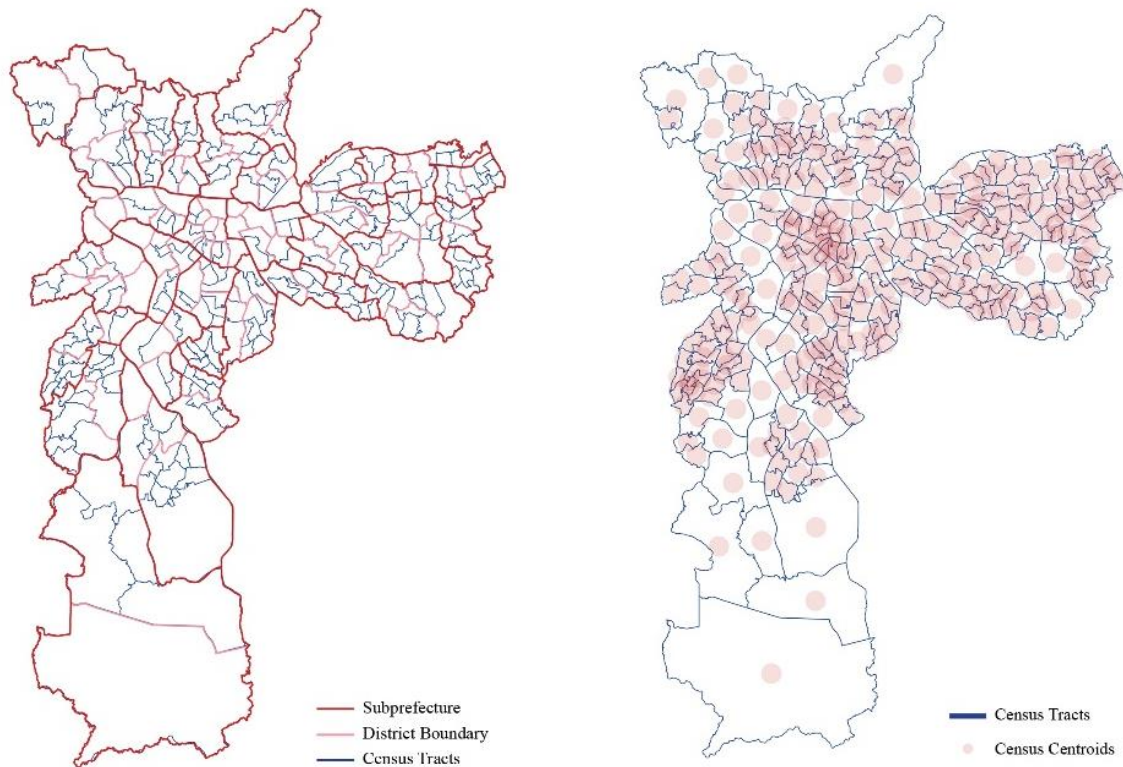 Subprefecture
District Boundary
Census Tracts
Census Tracts
Census Centroids